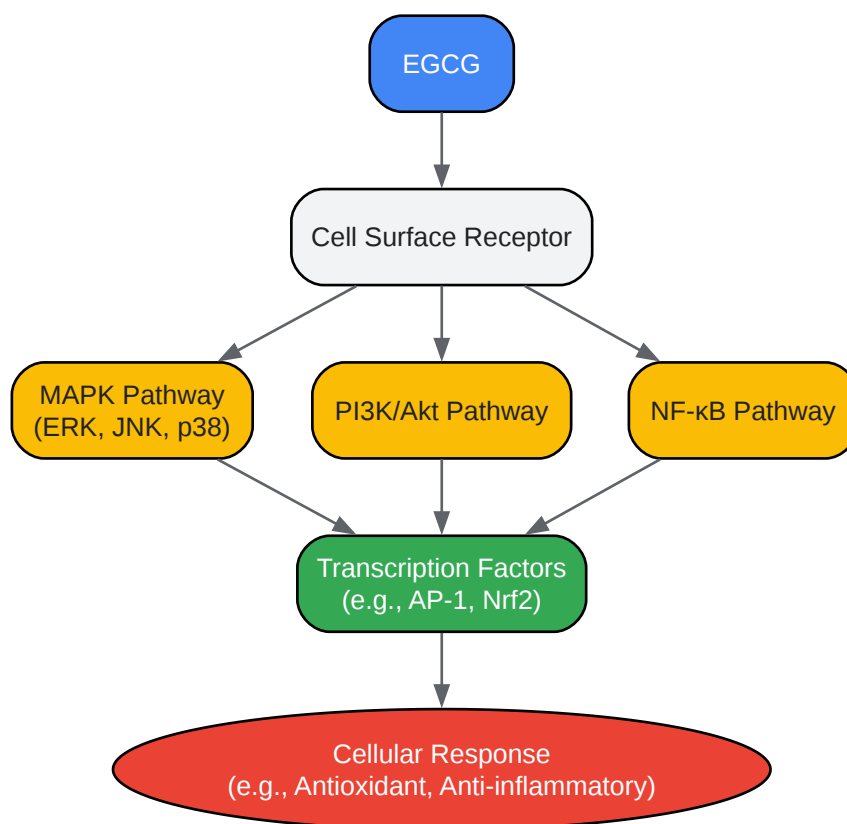 EGCG
Cell Surface Receptor
MAPK Pathway
(ERK, JNK, p38)
PI3K/Akt Pathway
NF-κB Pathway
Transcription Factors
(e.g., AP-1, Nrf2)
Cellular Response
(e.g., Antioxidant, Anti-inflammatory)